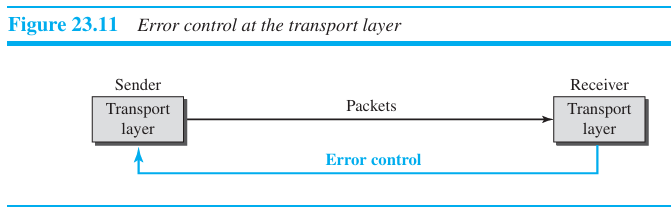 Figure 23.11 Error control at the transport layer
Sender
Receiver
Transport
layer
Packets
Transport
layer
Error control